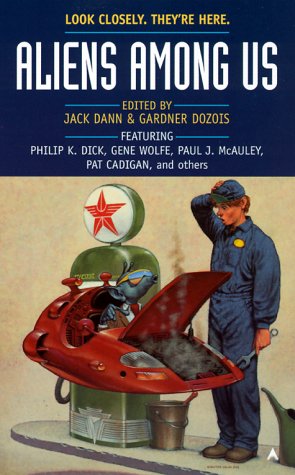 LOOK CLOSELY. THEY'RE HERE.
ALIENS AMONG US
EDITED BY
JACK DANN & GARDNER DOZOIS
FEATURING
PHILIP K. DICK, GENE WOLFE, PAUL J. McAULEY,
PAT CADIGAN, and others